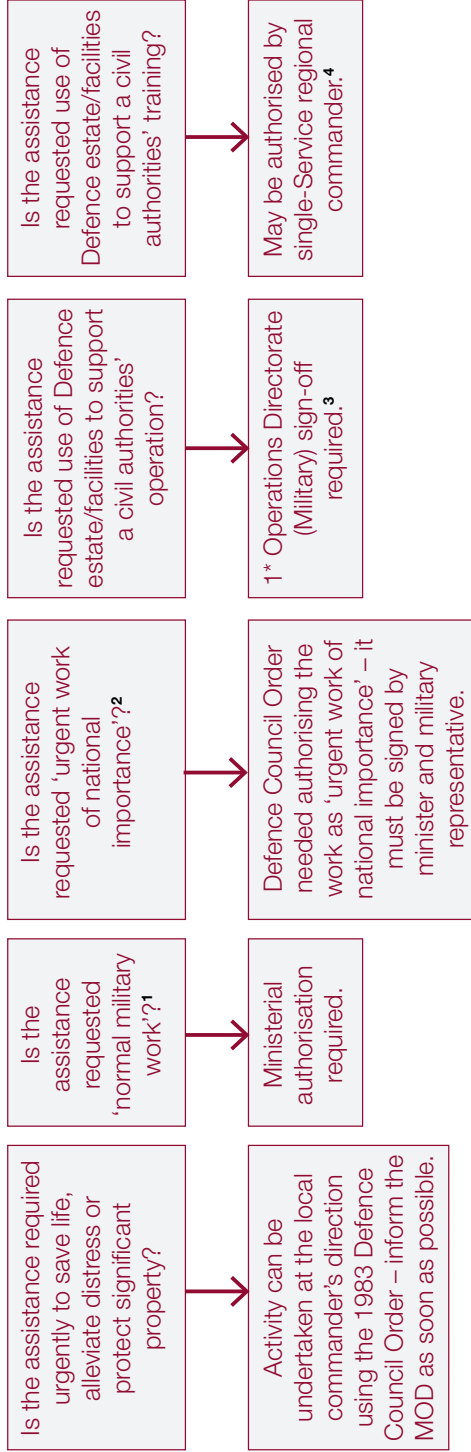 Is the assistance required
urgently to save life,
alleviate distress or
protect significant
property?
Activity can be
undertaken at the local
commander’s direction
using the 1983 Defence
Council Order – inform the
MOD as soon as possible.
Is the
assistance
requested
‘normal military
work’?1
Ministerial
authorisation
required.
Is the assistance
requested ‘urgent work
of national
importance’?2
Defence Council Order
needed authorising the
work as ‘urgent work of
national importance’ – it
must be signed by
minister and military
representative.
Is the assistance
requested use of Defence
estate/facilities to support
a civil authorities’
operation?
1* Operations Directorate
(Military) sign-off
required.3
Is the assistance
requested use of
Defence estate/facilities
to support a civil
authorities’ training?
May be authorised by
single-Service regional
commander.4